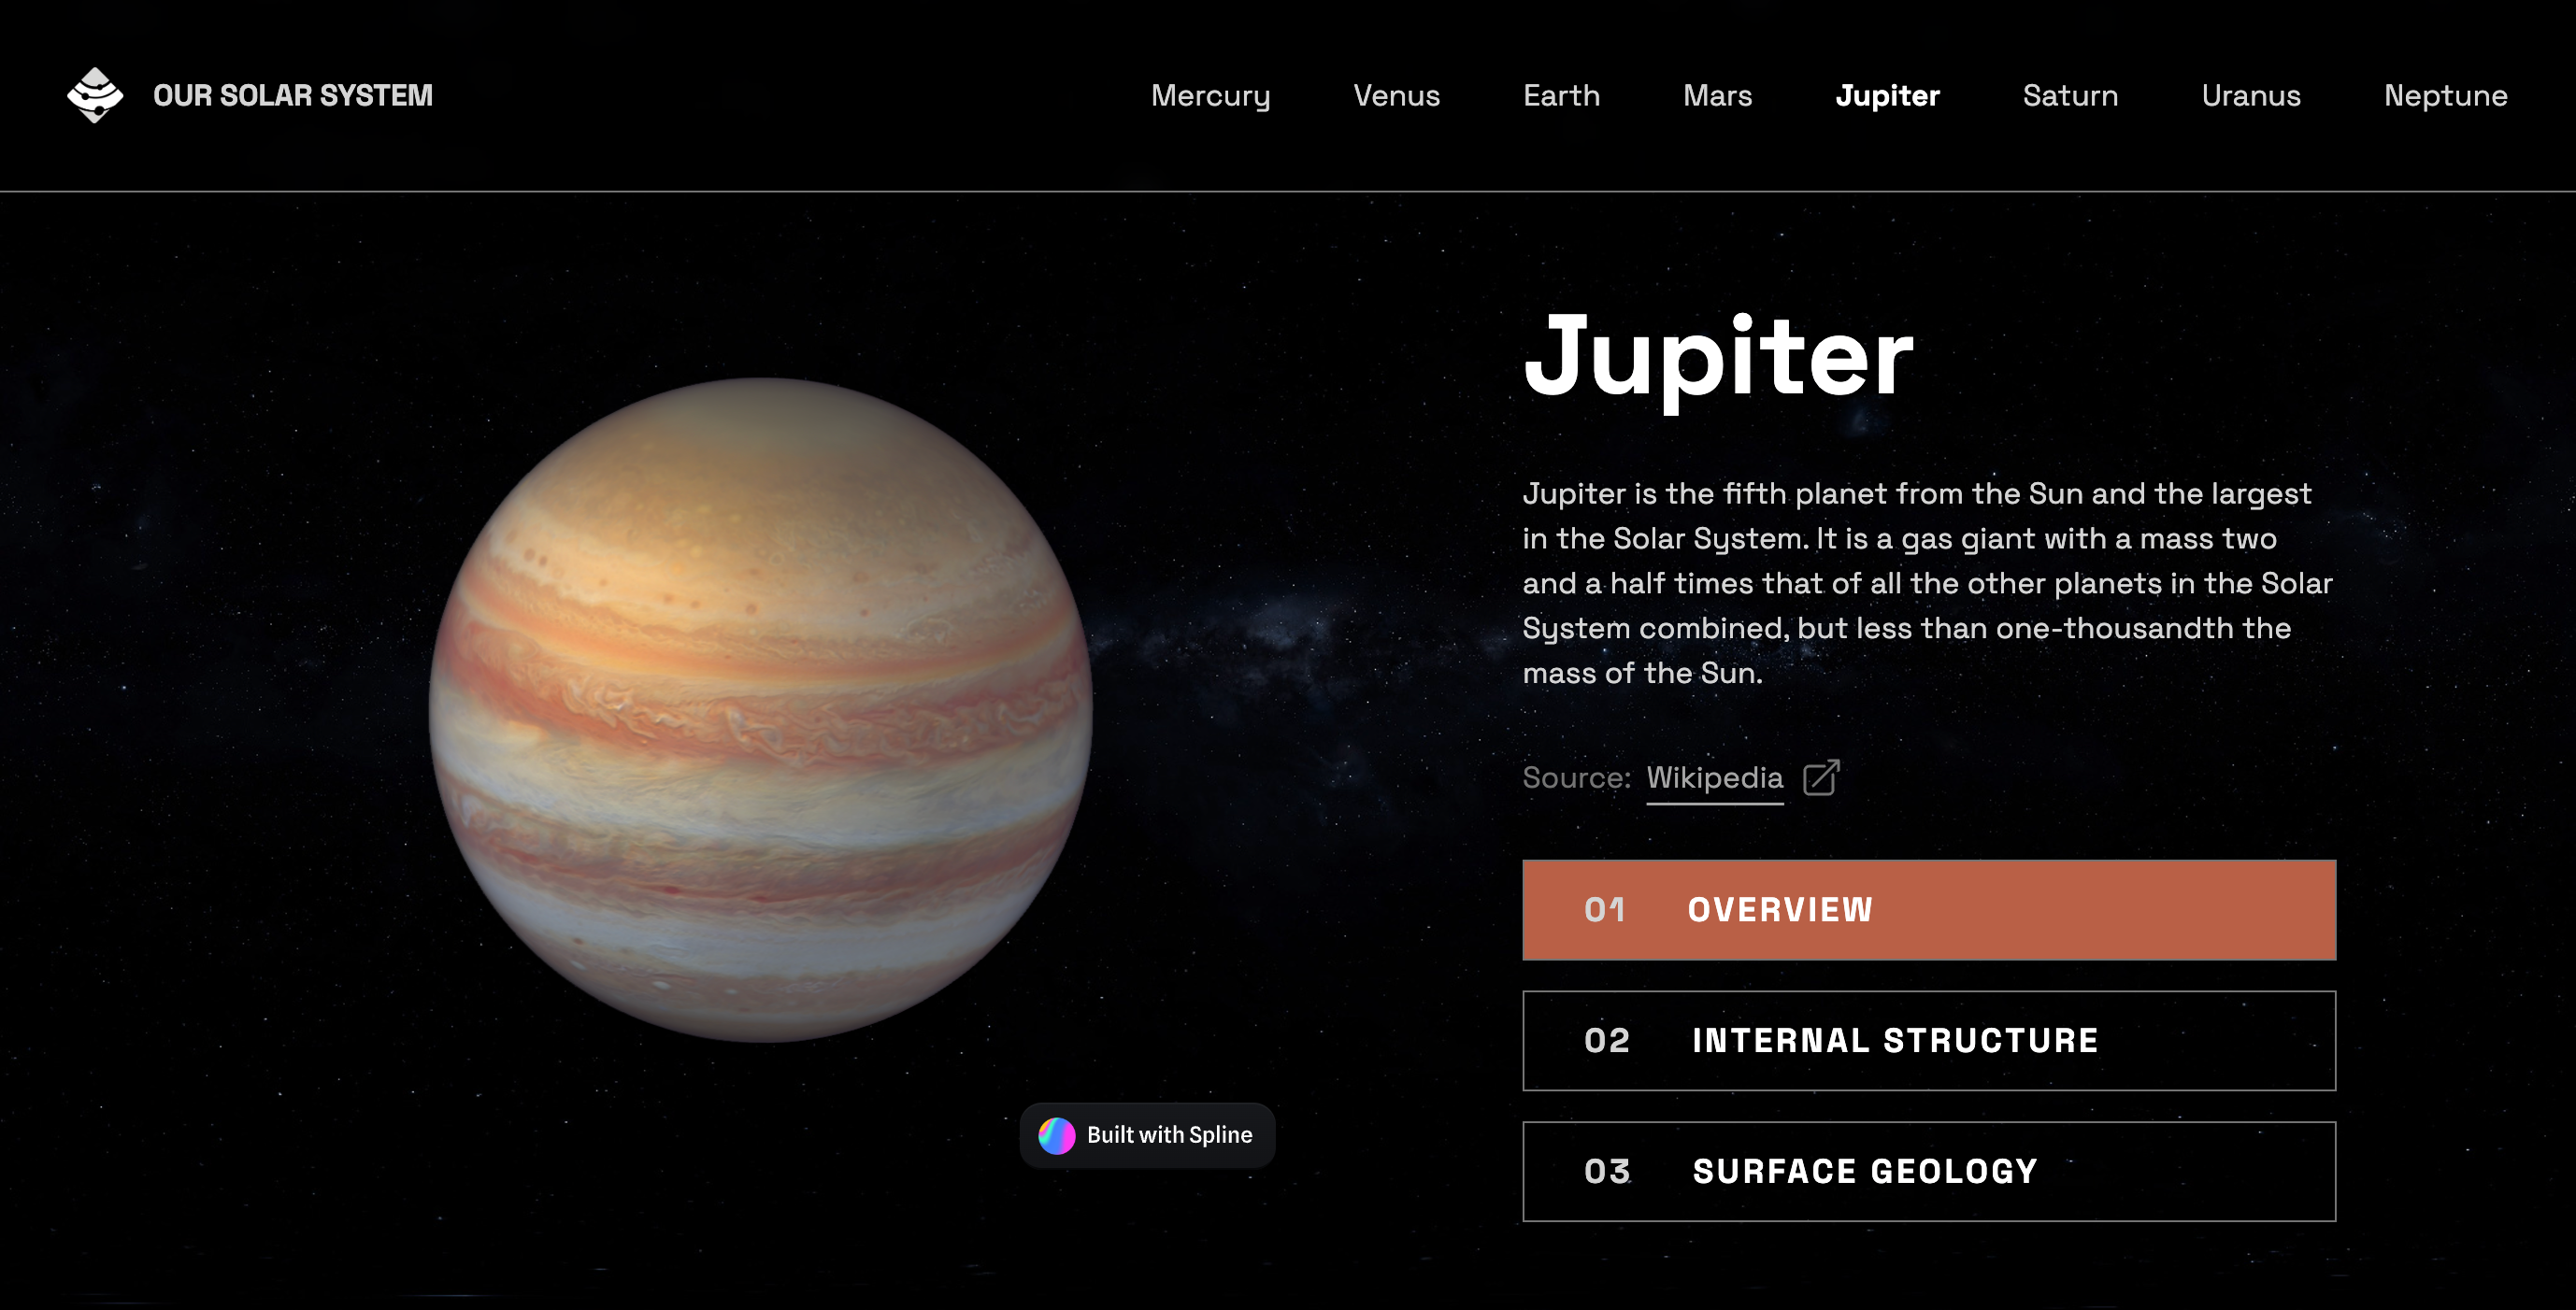 OUR SOLAR SYSTEM
Mercury Venus Earth Mars Jupiter Saturn Uranus Neptune
Jupiter
Jupiter is the fifth planet from the Sun and the largest
in the Solar System. It is a gas giant with a mass two
and a half times that of all the other planets in the Solar
System combined, but less than one-thousandth the
mass of the Sun.
Source: Wikipedia
01 OVERVIEW
02 INTERNAL STRUCTURE
Built with Spline
03 SURFACE GEOLOGY